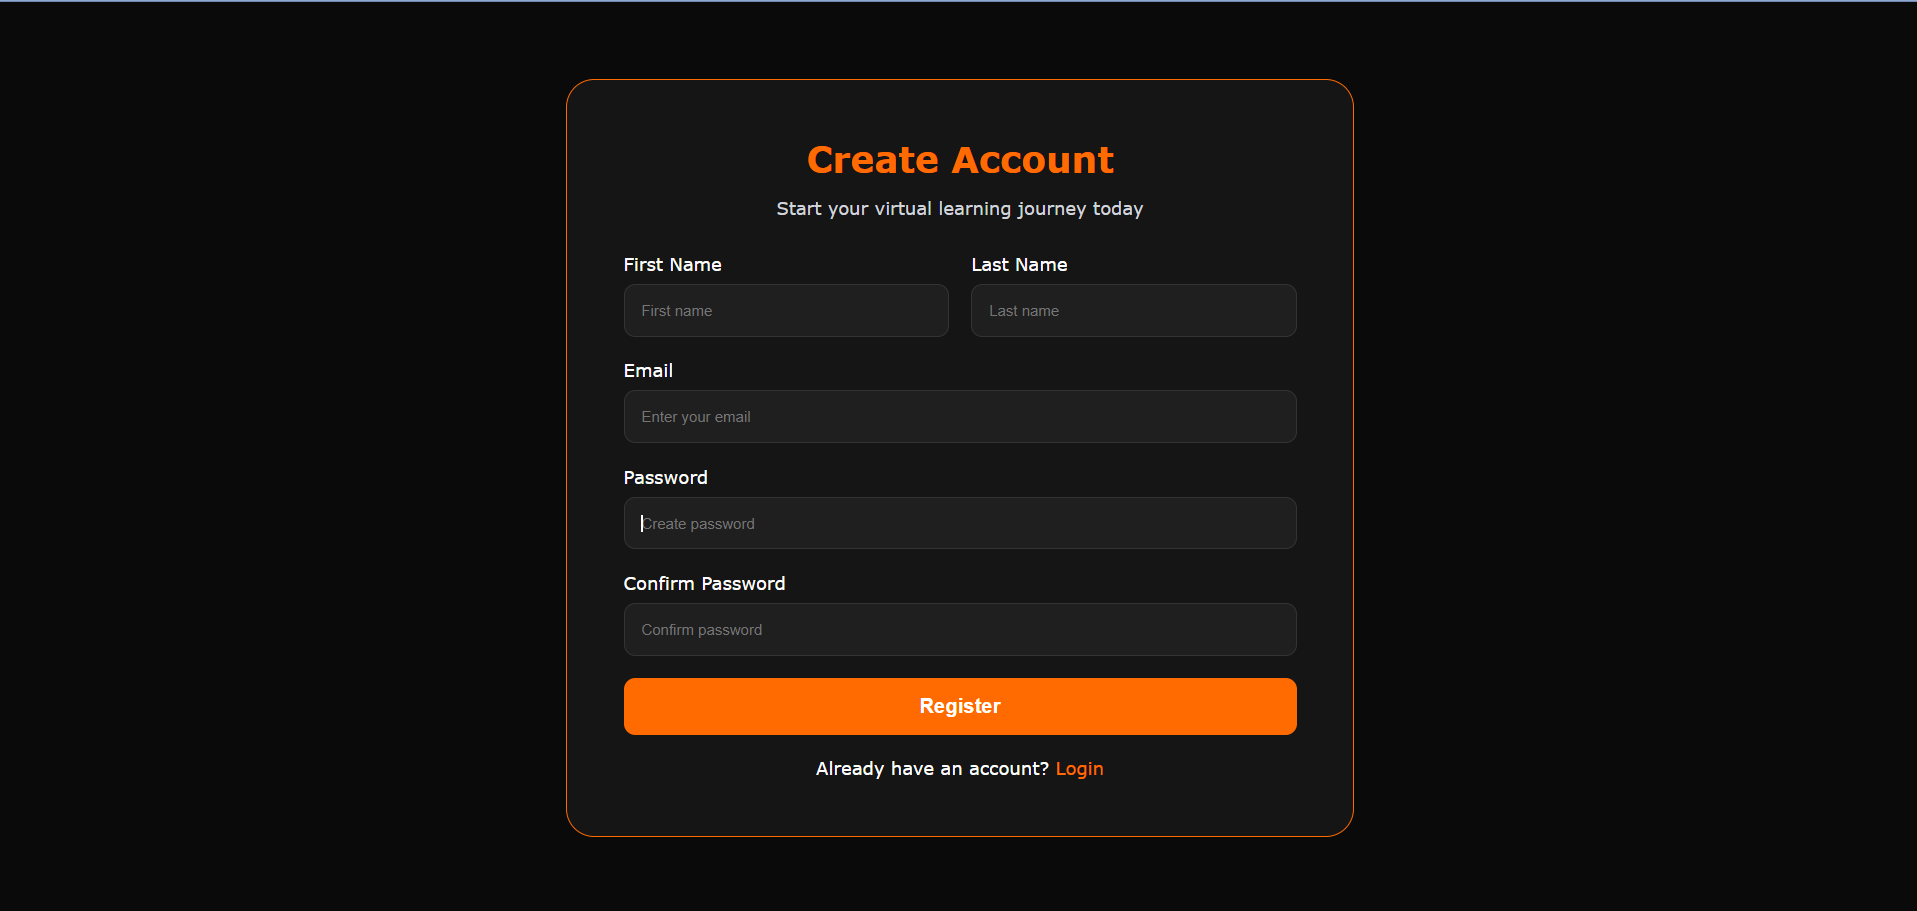 Create Account
Start your virtual learning journey today
First Name Last Name
First name Last name
Email
Enter your email
Password
Create password
Confirm Password
Confirm password
Register
Already have an account? Login